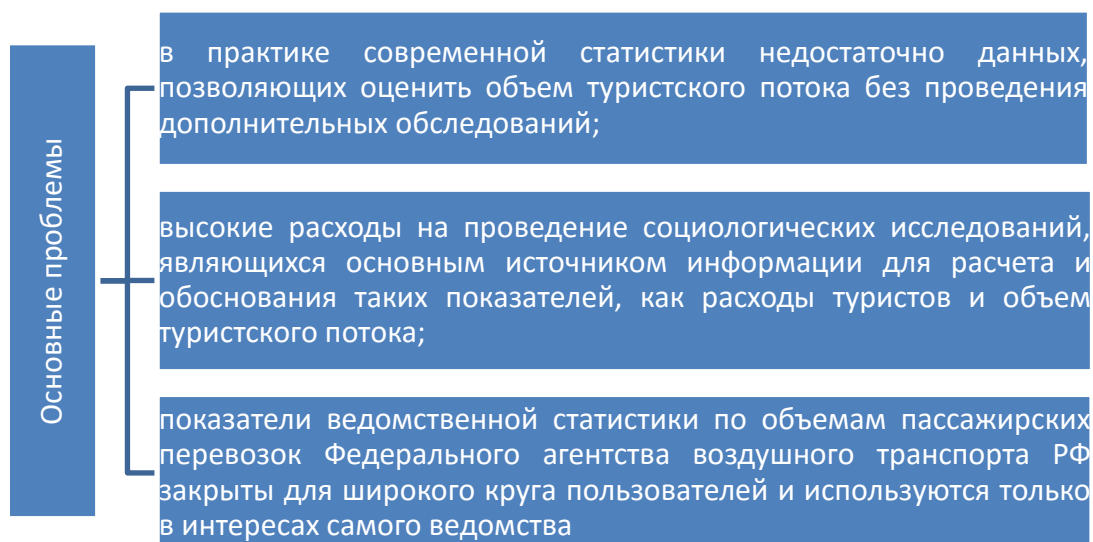 Основные проблемы
в практике современной статистики недостаточно данных,
позволяющих оценить объем туристского потока без проведения
дополнительных обследований;
высокие расходы на проведение социологических исследований,
являющихся основным источником информации для расчета и
обоснования таких показателей, как расходы туристов и объем
туристского потока;
показатели ведомственной статистики по объемам пассажирских
перевозок Федерального агентства воздушного транспорта РФ
закрыты для широкого круга пользователей и используются только
в интересах самого ведомства